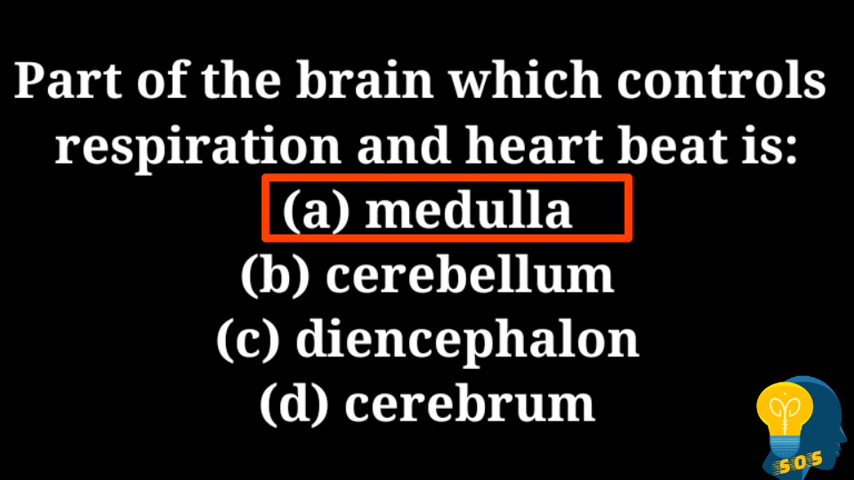 Part of the brain which controls
respiration and heart beat is:
(a) medulla
(b) cerebellum
(c) diencephalon
(d) cerebrum
SOS